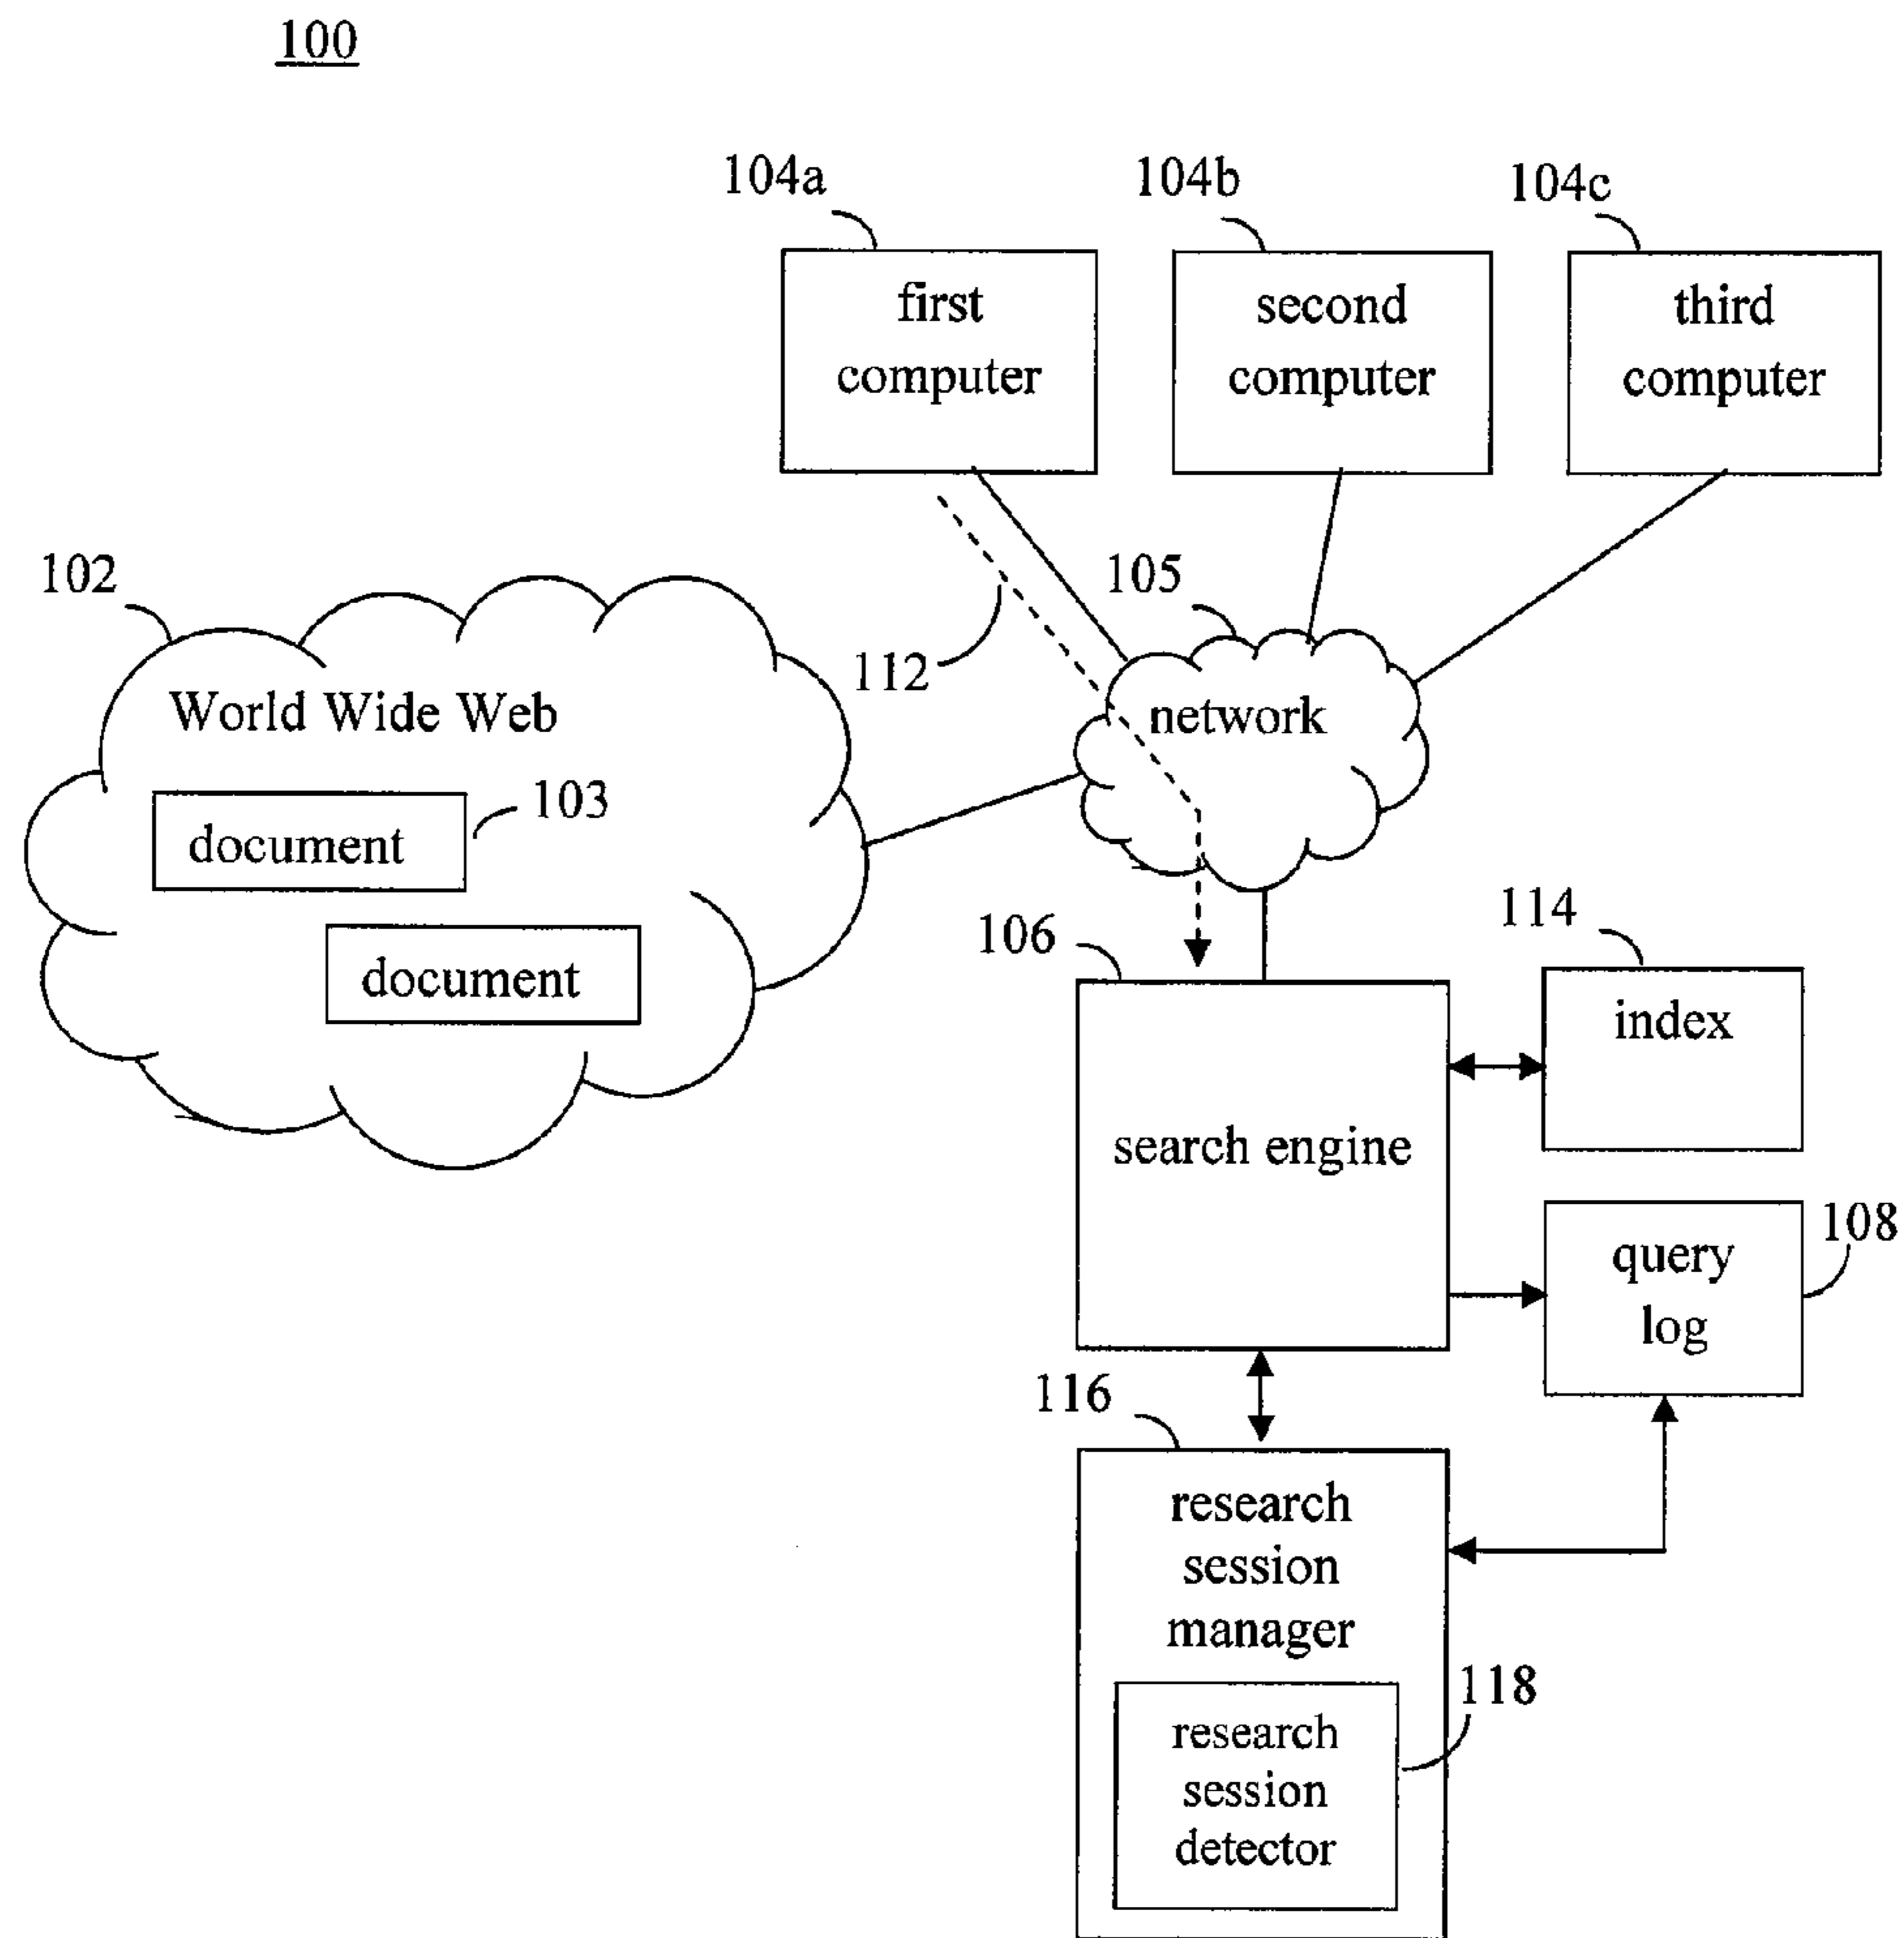 100
104a
104b
104c
first
computer
second
computer
third
computer
102
105
112
World Wide Web
network
document
103
document
106
114
index
search engine
108
query
log
116
research
session
manager
118
research
session
detector